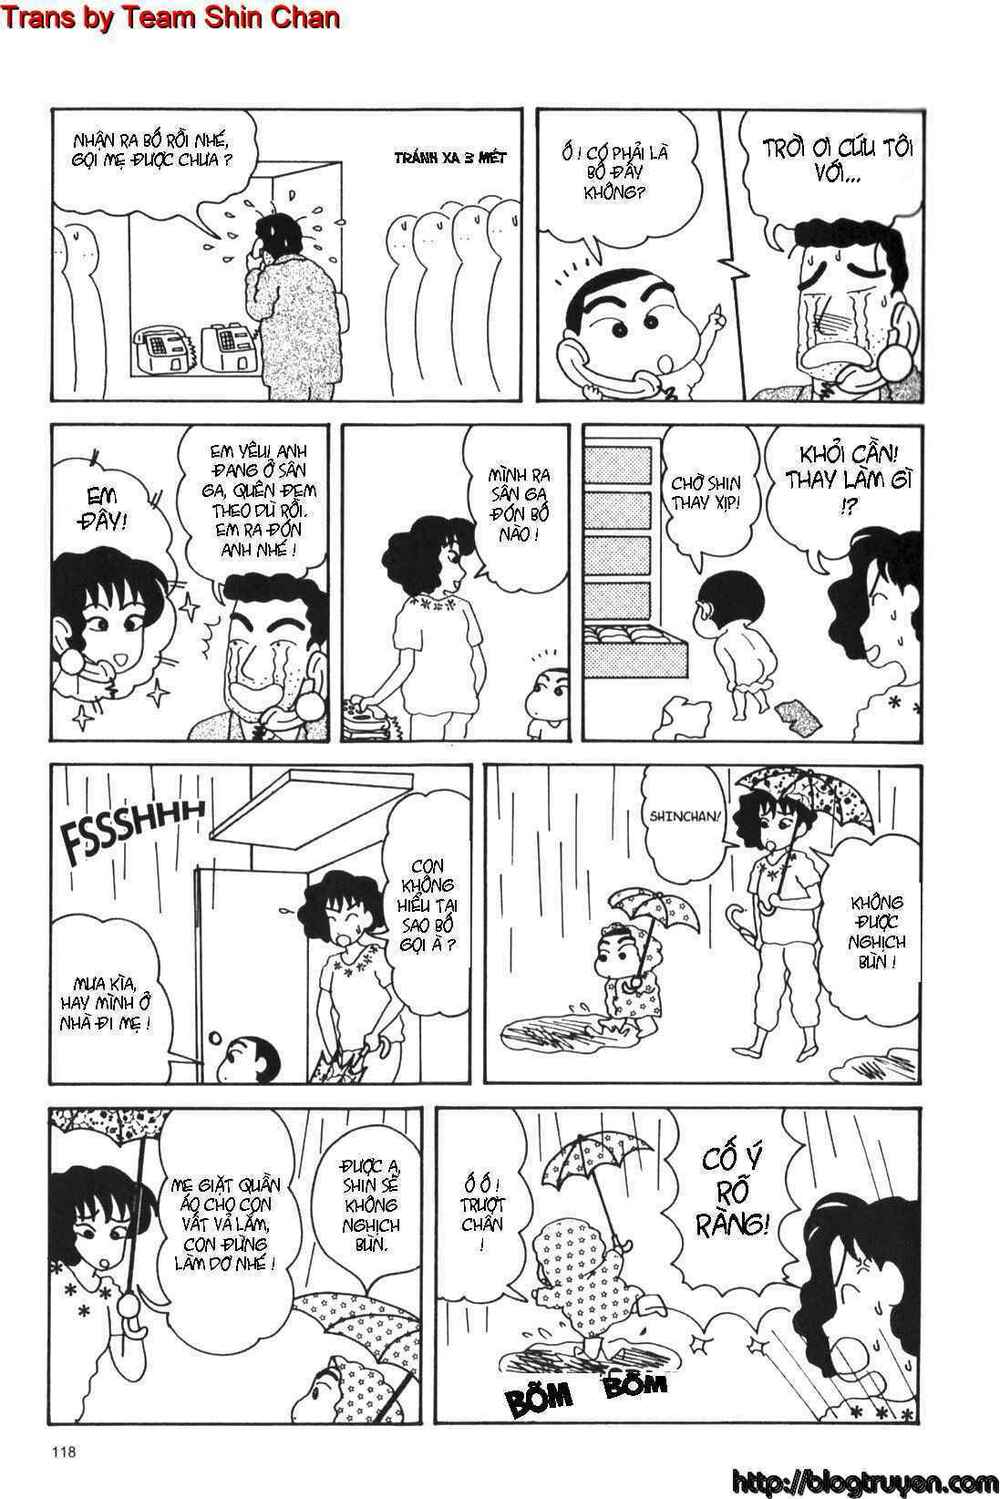 Trans by Team Shin Chan
NHẬN RA BỐ RỒI NHÉ,
GỌI MẸ ĐƯỢC CHƯA ?
TRÁNH XA 3 MÉT
Ố ! CÓ PHẢI LÀ
BỐ ĐẤY
KHÔNG?
TRỜI ƠI CỨU TÔI
VỚI...
EM
ĐÂY!
EM YÊU! ANH
ĐANG Ở SÂN
GA, QUÊN ĐEM
THEO DÙ RỒI.
EM RA ĐÓN
ANH NHÉ !
MÌNH RA
SÂN GA
ĐÓN BỐ
NÀO !
CHỜ SHIN
THAY XỊP!
KHỎI CẦN!
THAY LÀM GÌ
!?
FSSSHHH
MƯA KÌA,
HAY MÌNH Ở
NHÀ ĐI MẸ !
CON
KHÔNG
HIỂU TẠI
SAO BỐ
GỌI À ?
SHINCHAN!
KHÔNG
ĐƯỢC
NGHỊCH
BÙN !
MẸ GIẶT QUẦN
ÁO CHO CON
VẤT VẢ LẮM,
CON ĐỪNG
LÀM DƠ NHÉ !
ĐƯỢC Ạ,
SHIN SẼ
KHÔNG
NGHỊCH
BÙN.
Ố Ố !
TRƯỢT
CHÂN
!
CỐ Ý
RÕ
RÀNG!
BÕM BÕM
118
http://blogtruyen.com